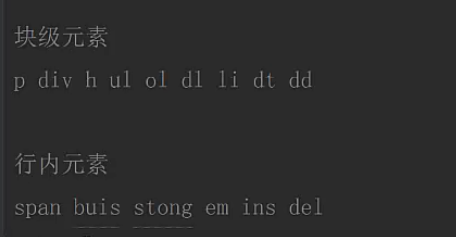 块级元素
p div h ul ol dl li dt dd
行内元素
span buis stong em ins del